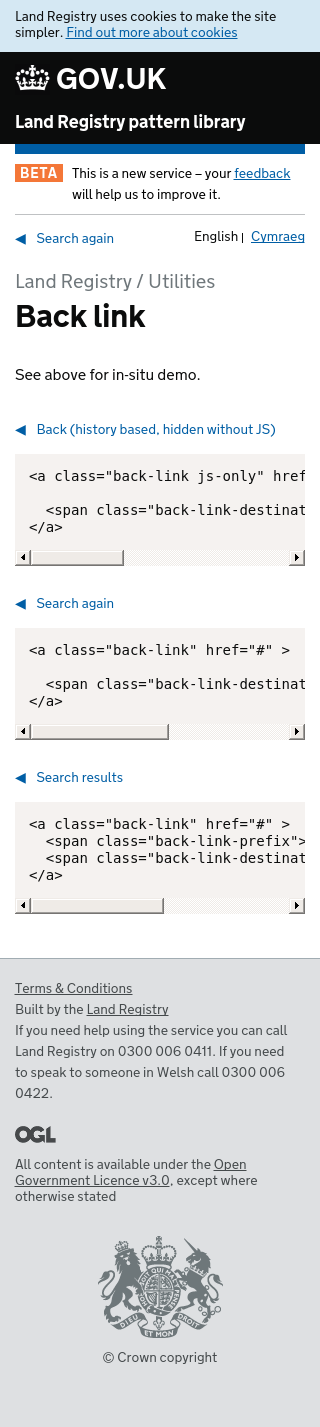 Land Registry uses cookies to make the site
simpler. Find out more about cookies
GOV.UK
Land Registry pattern library
BETA This is a new service – your feedback
will help us to improve it.
◀ Search again English | Cymraeg
Land Registry / Utilities
Back link
See above for in-situ demo.
◀ Back (history based, hidden without JS)
<a class="back-link js-only" href
<span class="back-link-destinat
</a>
◀ Search again
<a class="back-link" href="#" >
<span class="back-link-destinat
</a>
◀ Search results
<a class="back-link" href="#" >
<span class="back-link-prefix">
<span class="back-link-destinat
</a>
Terms & Conditions
Built by the Land Registry
If you need help using the service you can call
Land Registry on 0300 006 0411. If you need
to speak to someone in Welsh call 0300 006
0422.
OGL
All content is available under the Open
Government Licence v3.0, except where
otherwise stated
DIEU ET MON DROIT
© Crown copyright